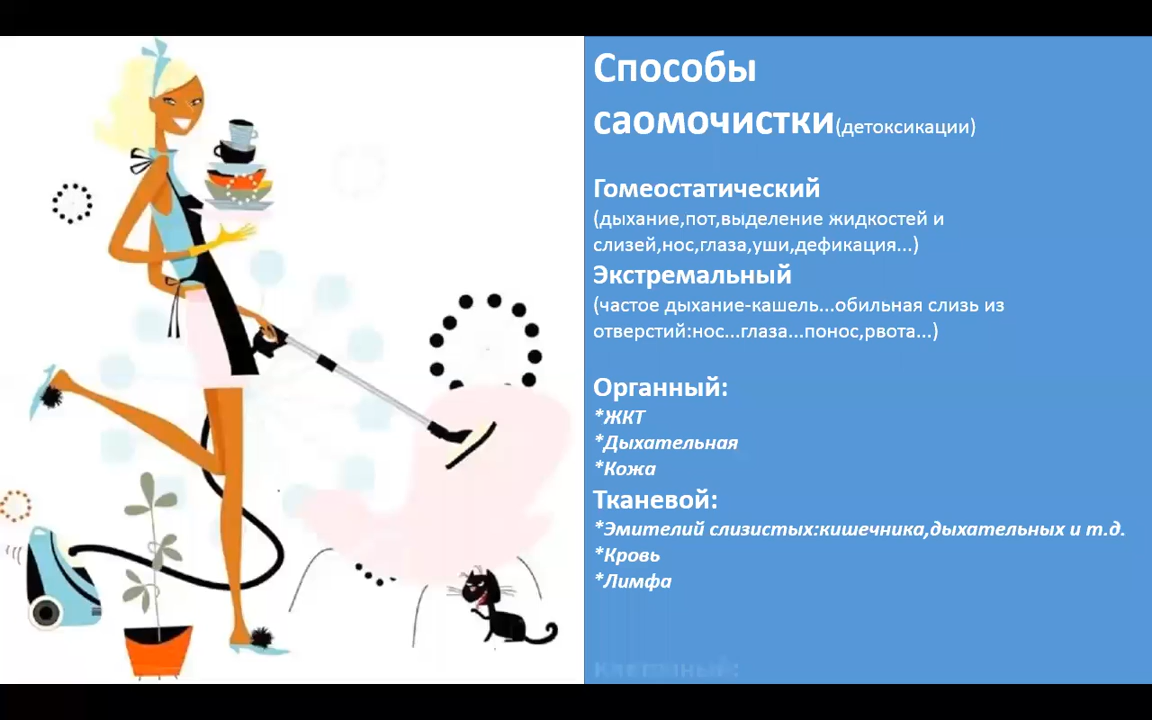 Способы
саомочистки(детоксикации)
Гомеостатический
(дыхание,пот,выделение жидкостей и
слизей,нос,глаза,уши,дефикация...)
Экстремальный
(частое дыхание-кашель...обильная слизь из
отверстий:нос...глаза...понос,рвота...)
Органный:
*ЖКТ
*Дыхательная
*Кожа
Тканевой:
*Эмителий слизистых:кишечника,дыхательных и т.д.
*Кровь
*Лимфа
Клеточный: